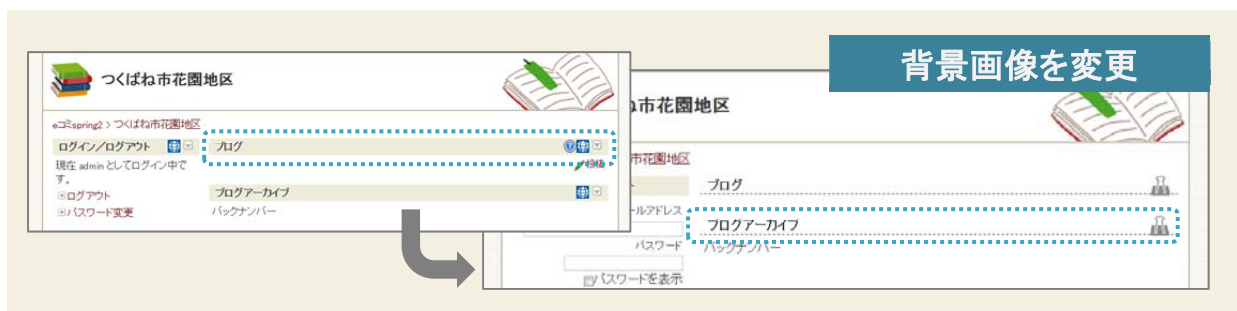 背景画像を変更
つくばね市花園地区
eコミspring2 > つくばね市花園地区
ログイン/ログアウト
現在 admin としてログイン中で
す。
ログアウト
パスワード変更
ブログ
投稿
ブログアーカイブ
バックナンバー
ね市花園地区
市花園地区
ールアドレス
パスワード
パスワードを表示
ブログ
ブログアーカイブ
バックナンバー